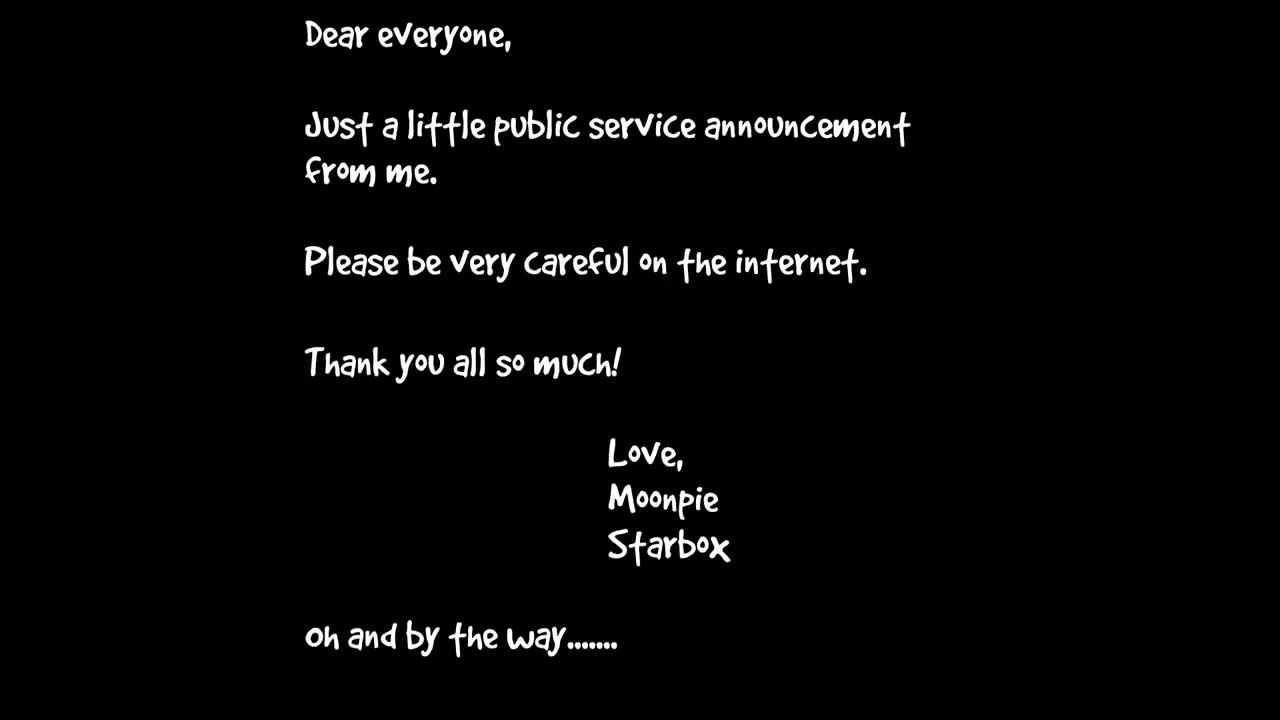 Dear everyone,
Just a little public service announcement
from me.
Please be very careful on the internet.
Thank you all so much!
Love,
Moonpie
Starbox
Oh and by the way.......